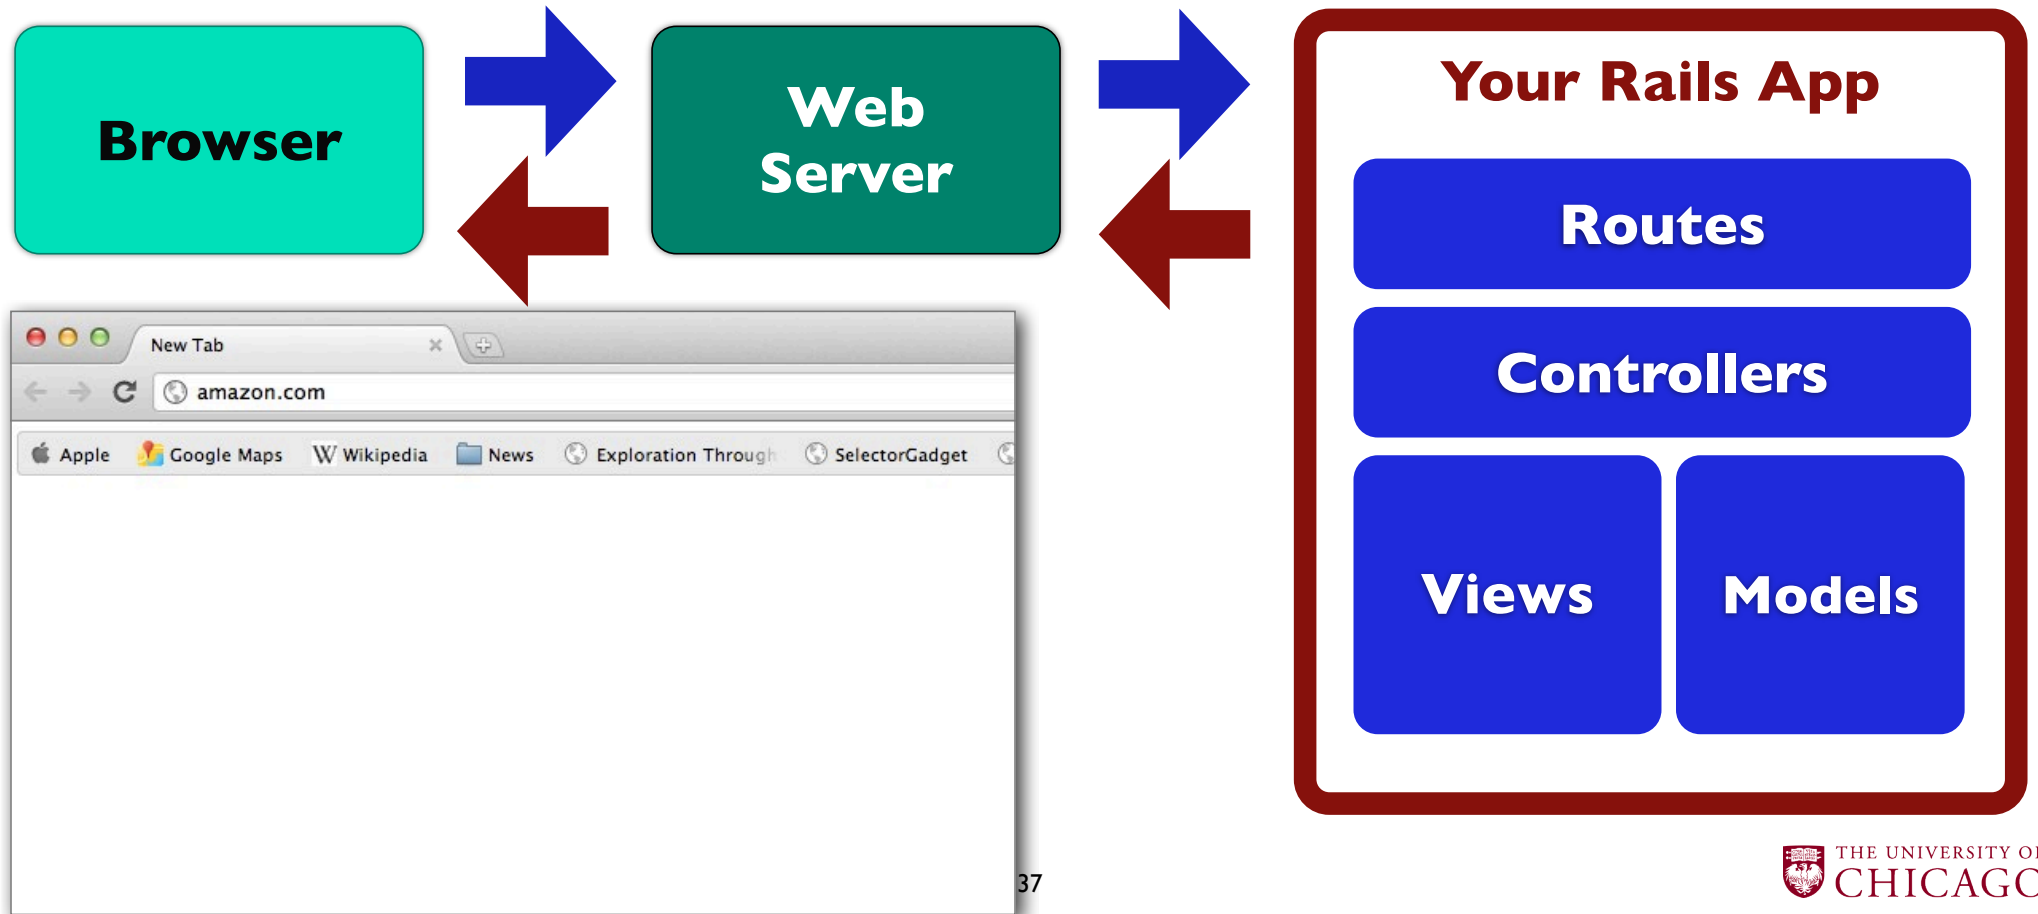 Browser
Web
Server
Your Rails App
Routes
Controllers
Views
Models
New Tab
amazon.com
Apple Google Maps Wikipedia News Exploration Through SelectorGadget
37
THE UNIVERSITY OF
CHICAGO